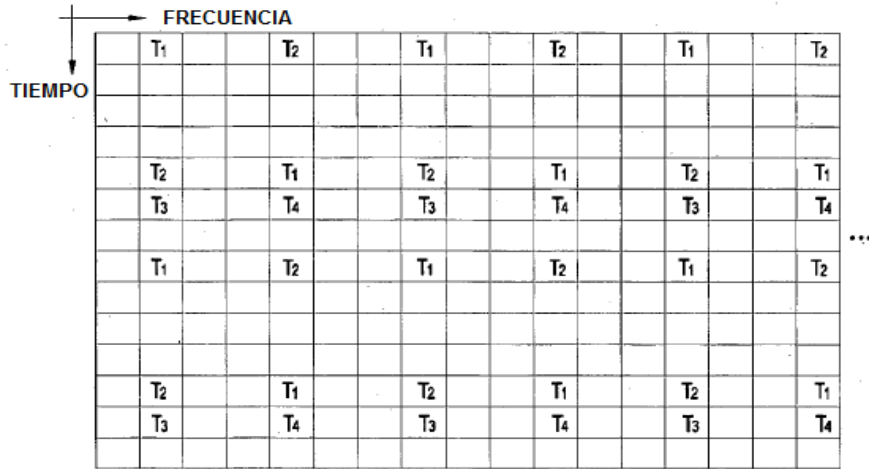 FRECUENCIA
TIEMPO
T1 T2 T1 T2 T1 T2
T2 T1 T2 T1 T2 T1
T3 T4 T3 T4 T3 T4
...
T1 T2 T1 T2 T1 T2
T2 T1 T2 T1 T2 T1
T3 T4 T3 T4 T3 T4